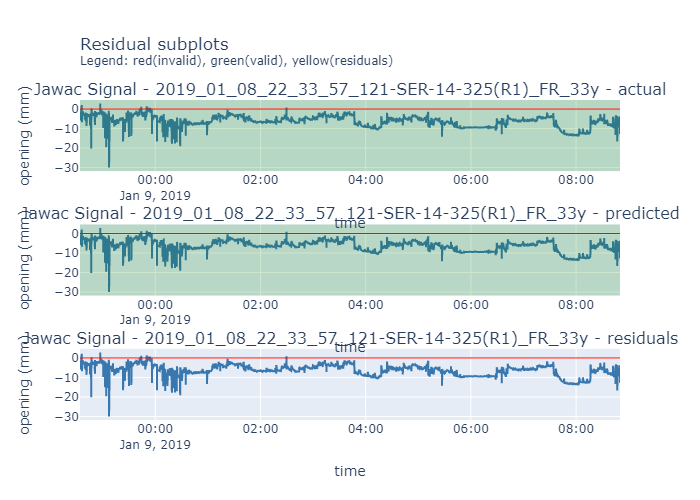 Residual subplots
Legend: red(invalid), green(valid), yellow(residuals)
Jawac Signal - 2019_01_08_22_33_57_121-SER-14-325(R1)_FR_33y - actual
opening (mm)
0
−10
−20
−30
00:00
02:00
04:00
06:00
08:00
Jan 9, 2019
time
Jawac Signal - 2019_01_08_22_33_57_121-SER-14-325(R1)_FR_33y - predicted
opening (mm)
0
−10
−20
−30
00:00
02:00
04:00
06:00
08:00
Jan 9, 2019
time
Jawac Signal - 2019_01_08_22_33_57_121-SER-14-325(R1)_FR_33y - residuals
opening (mm)
0
−10
−20
−30
00:00
02:00
04:00
06:00
08:00
Jan 9, 2019
time